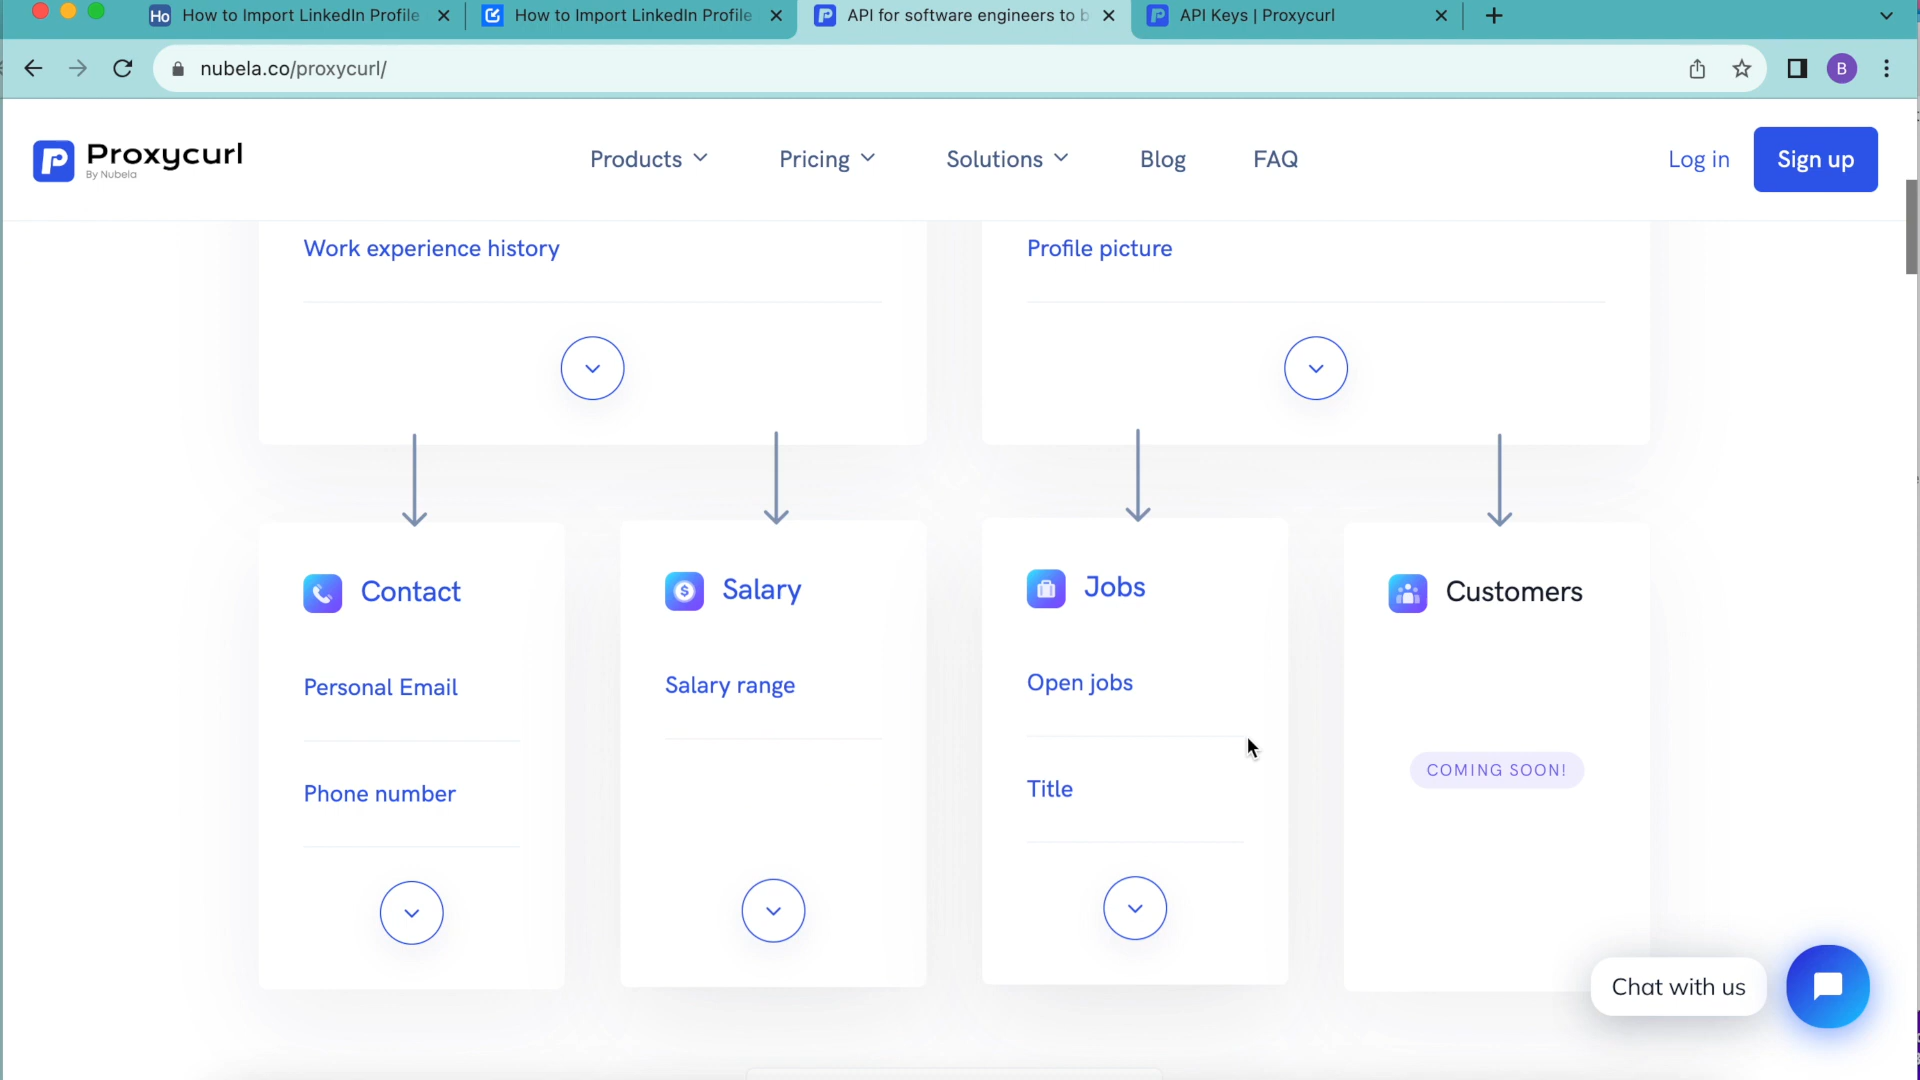 Ho How to Import LinkedIn Profile
How to Import LinkedIn Profile
API for software engineers to b
API Keys | Proxycurl
nubela.co/proxycurl/
B
Proxycurl
By Nubela
Products
Pricing
Solutions
Blog
FAQ
Log in
Sign up
Work experience history
Profile picture
Contact
Salary
Jobs
Customers
Personal Email
Salary range
Open jobs
COMING SOON!
Phone number
Title
Chat with us